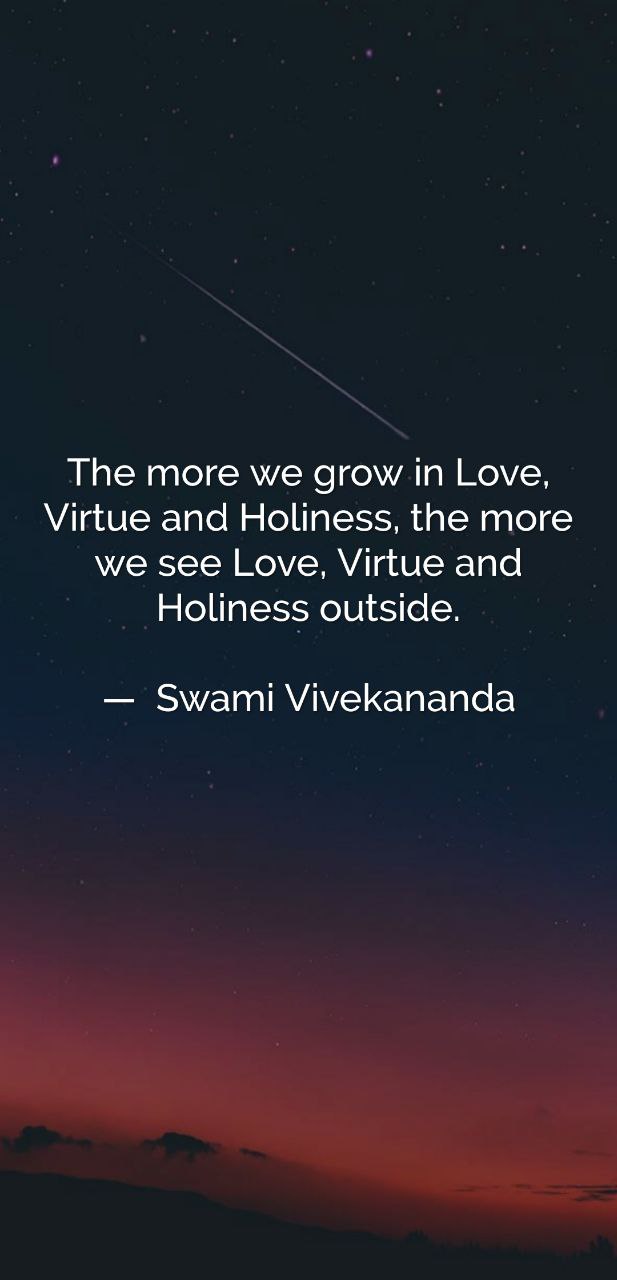 The more we grow in Love,
Virtue and Holiness, the more
we see Love, Virtue and
Holiness outside.
— Swami Vivekananda